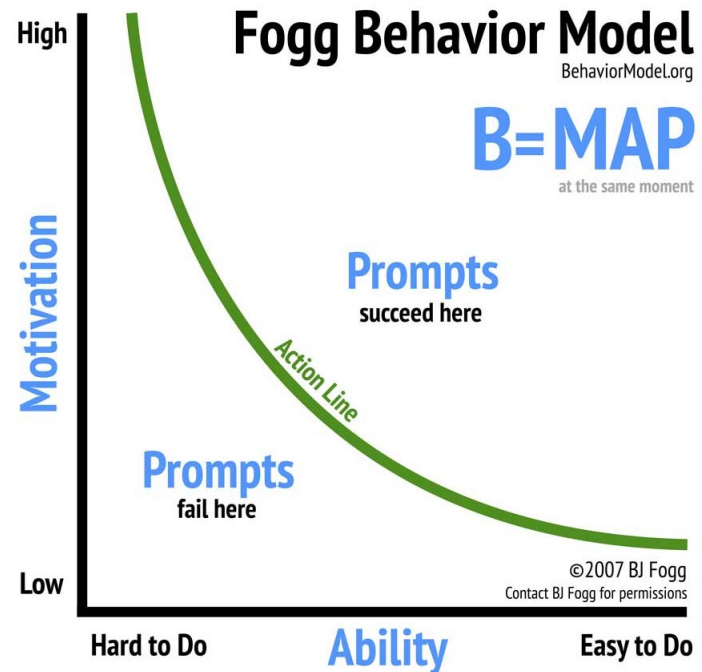 High
Fogg Behavior Model
BehaviorModel.org
B=MAP
at the same moment
Motivation
Prompts
succeed here
Action Line
Prompts
fail here
Low
©2007 BJ Fogg
Contact BJ Fogg for permissions
Hard to Do
Ability
Easy to Do